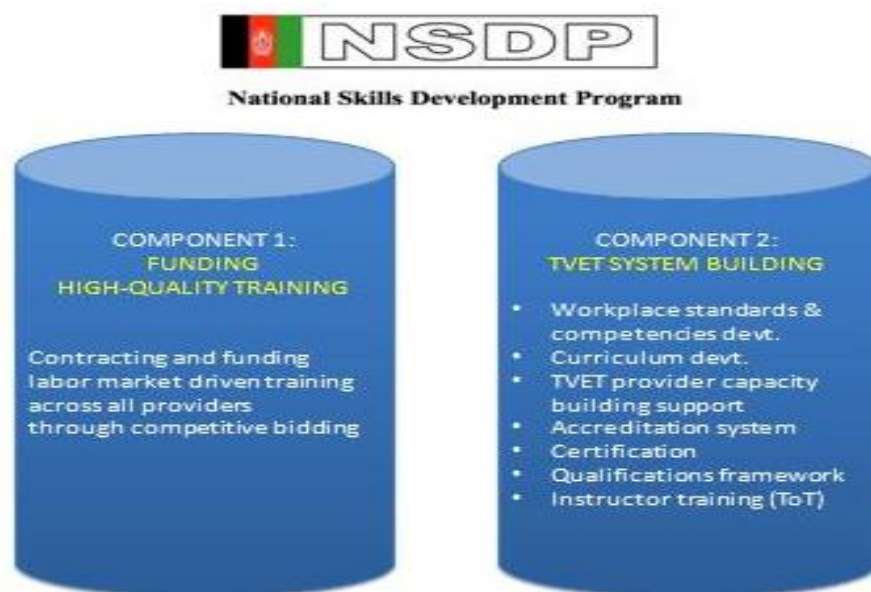 NSDP
National Skills Development Program
COMPONENT 1:
FUNDING
HIGH-QUALITY TRAINING
Contracting and funding
labor market driven training
across all providers
through competitive bidding
COMPONENT 2:
TVET SYSTEM BUILDING
• Workplace standards &
competencies devt.
• Curriculum devt.
• TVET provider capacity
building support
• Accreditation system
• Certification
• Qualifications framework
• Instructor training (ToT)